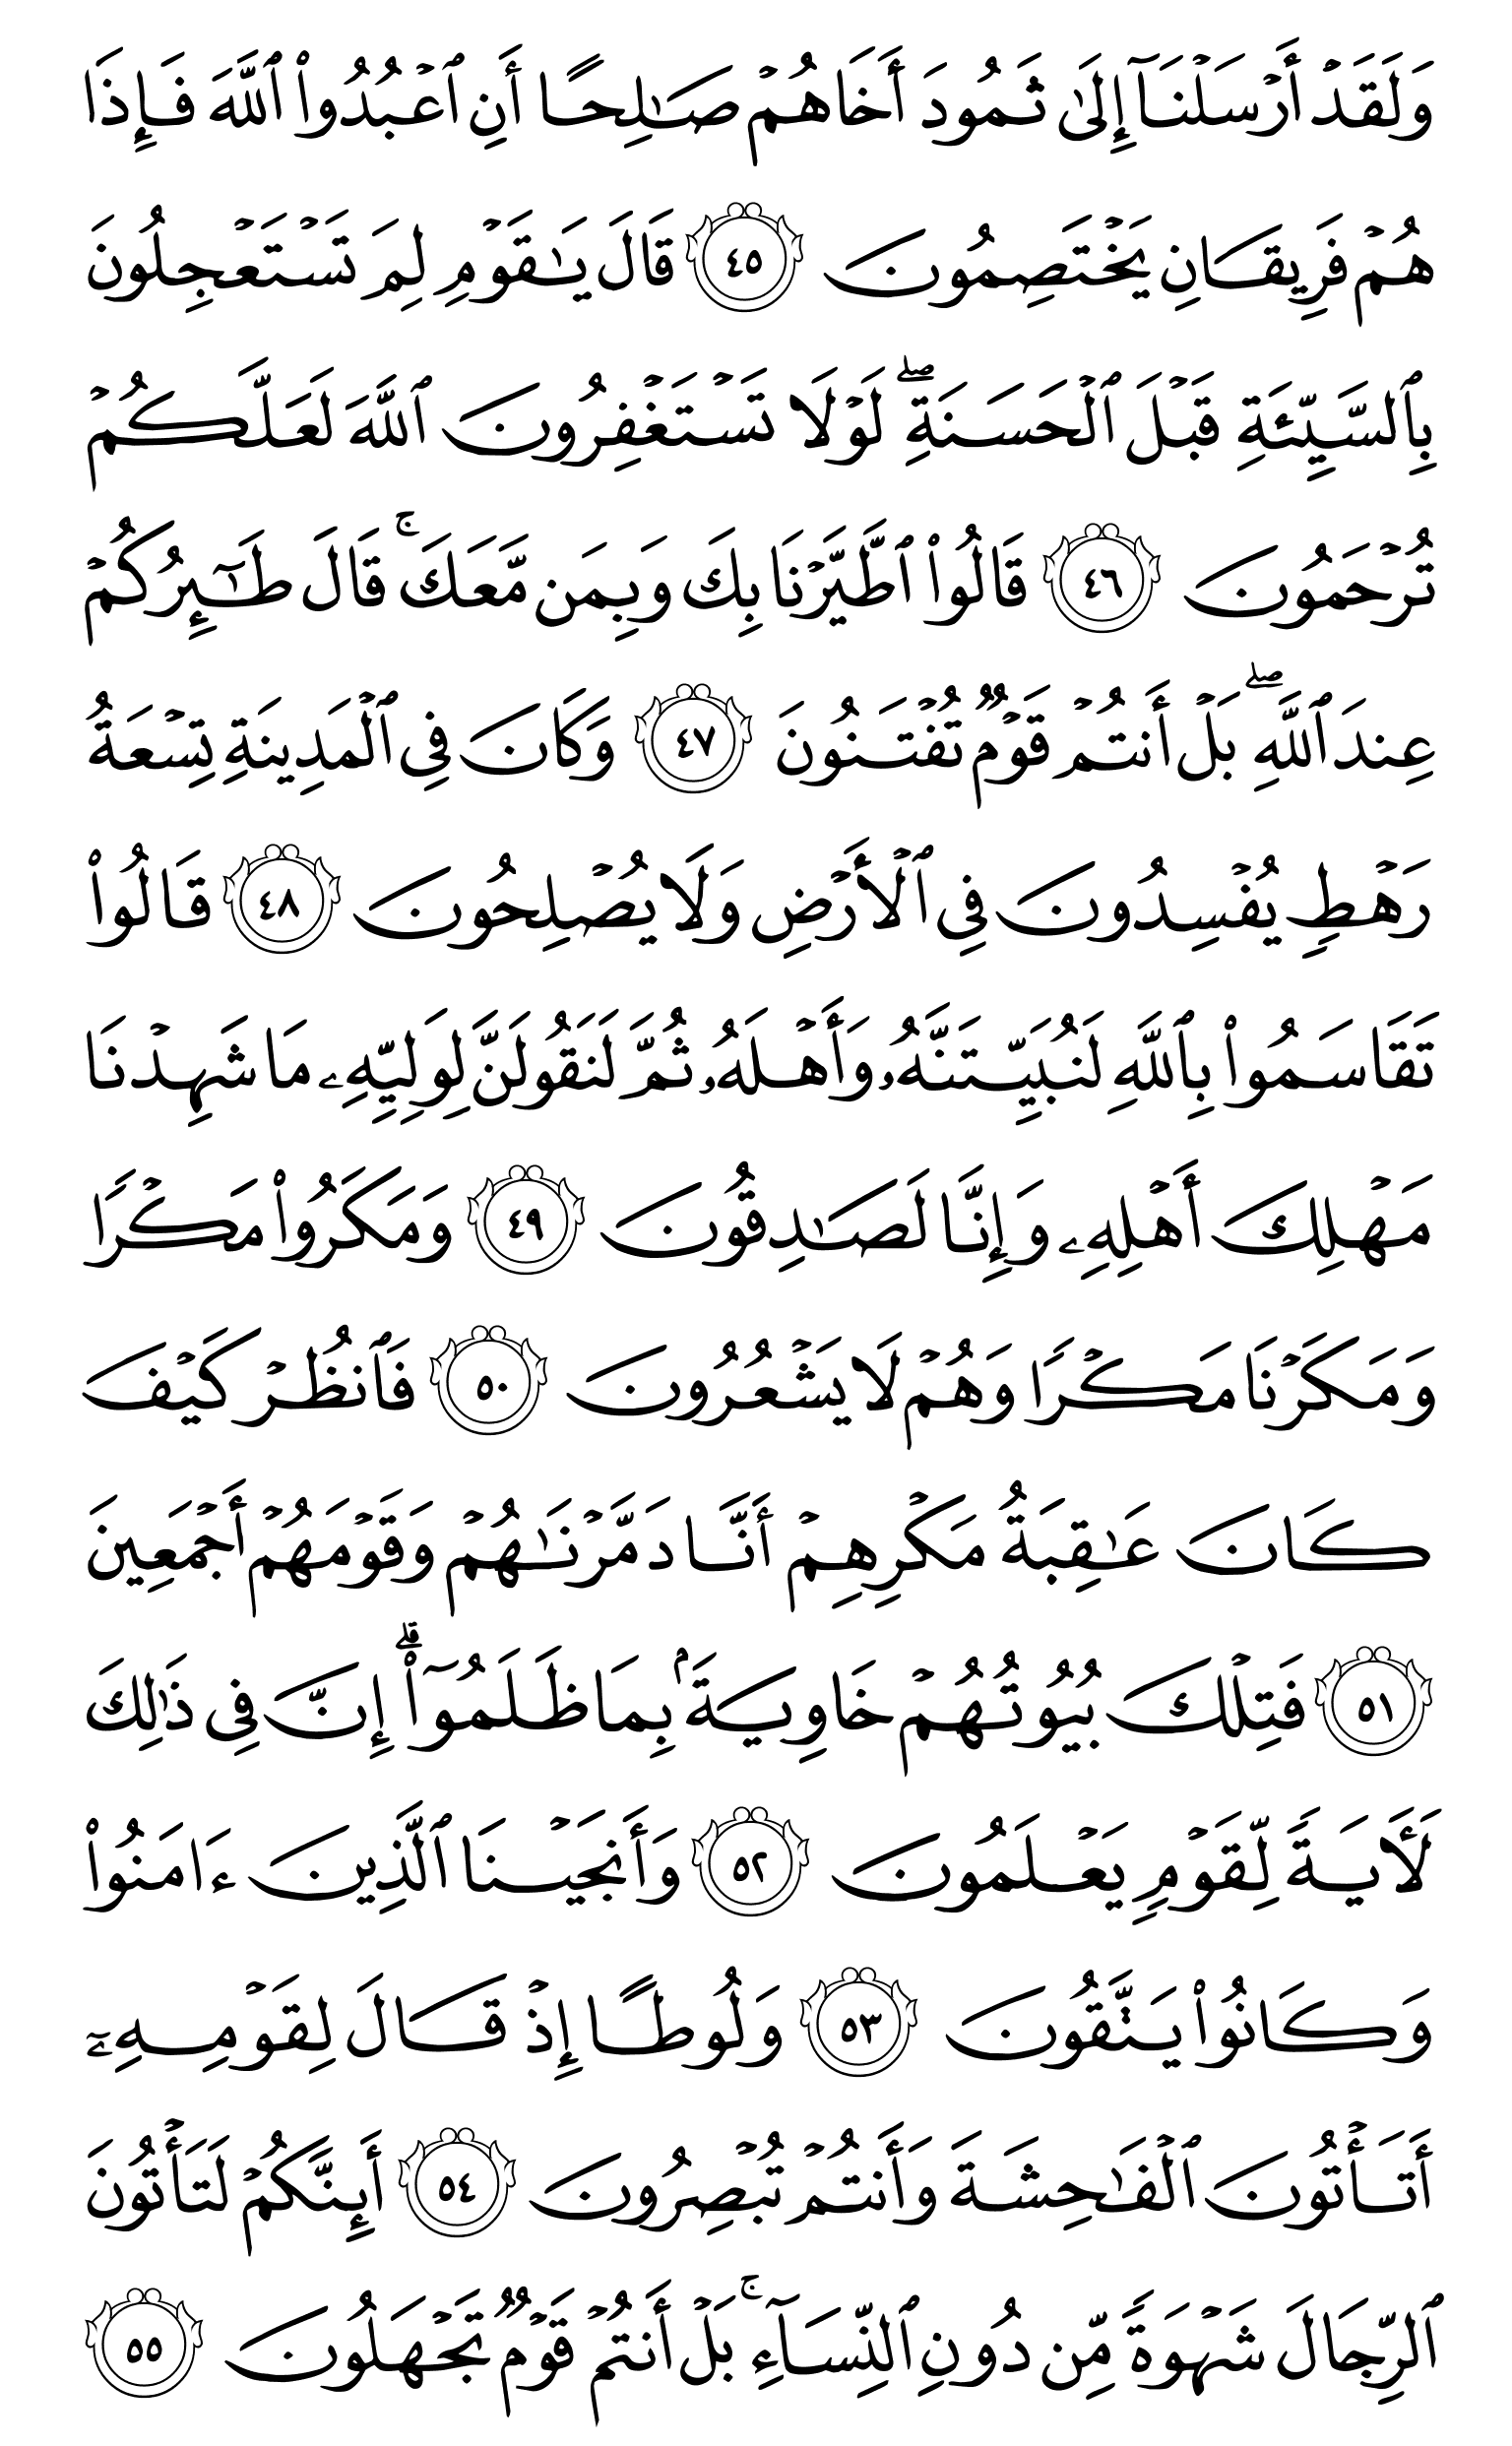 وَلَقَدۡ أَرۡسَلۡنَآ إِلَىٰ ثَمُودَ أَخَاهُمۡ صَٰلِحًا أَنِ ٱعۡبُدُواْ ٱللَّهَ فَإِذَا
هُمۡ فَرِيقَانِ يَخۡتَصِمُونَ ٤٥ قَالَ يَٰقَوۡمِ لِمَ تَسۡتَعۡجِلُونَ
بِٱلسَّيِّئَةِ قَبۡلَ ٱلۡحَسَنَةِۖ لَوۡلَا تَسۡتَغۡفِرُونَ ٱللَّهَ لَعَلَّكُمۡ
تُرۡحَمُونَ ٤٦ قَالُواْ ٱطَّيَّرۡنَا بِكَ وَبِمَن مَّعَكَۚ قَالَ طَٰٓئِرُكُمۡ
عِندَ ٱللَّهِۖ بَلۡ أَنتُمۡ قَوۡمٞ تُفۡتَنُونَ ٤٧ وَكَانَ فِي ٱلۡمَدِينَةِ تِسۡعَةُ
رَهۡطٖ يُفۡسِدُونَ فِي ٱلۡأَرۡضِ وَلَا يُصۡلِحُونَ ٤٨ قَالُواْ
تَقَاسَمُواْ بِٱللَّهِ لَنُبَيِّتَنَّهُۥ وَأَهۡلَهُۥ ثُمَّ لَنَقُولَنَّ لِوَلِيِّهِۦ مَا شَهِدۡنَا
مَهۡلِكَ أَهۡلِهِۦ وَإِنَّا لَصَٰدِقُونَ ٤٩ وَمَكَرُواْ مَكۡرٗا
وَمَكَرۡنَا مَكۡرٗا وَهُمۡ لَا يَشۡعُرُونَ ٥٠ فَٱنظُرۡ كَيۡفَ
كَانَ عَٰقِبَةُ مَكۡرِهِمۡ أَنَّا دَمَّرۡنَٰهُمۡ وَقَوۡمَهُمۡ أَجۡمَعِينَ
٥١ فَتِلۡكَ بُيُوتُهُمۡ خَاوِيَةَۢ بِمَا ظَلَمُوٓاْۗ إِنَّ فِي ذَٰلِكَ
لَأٓيَةٗ لِّقَوۡمٖ يَعۡلَمُونَ ٥٢ وَأَنجَيۡنَا ٱلَّذِينَ ءَامَنُواْ
وَكَانُواْ يَتَّقُونَ ٥٣ وَلُوطًا إِذۡ قَالَ لِقَوۡمِهِۦٓ
أَتَأۡتُونَ ٱلۡفَٰحِشَةَ وَأَنتُمۡ تُبۡصِرُونَ ٥٤ أَئِنَّكُمۡ لَتَأۡتُونَ
ٱلرِّجَالَ شَهۡوَةٗ مِّن دُونِ ٱلنِّسَآءِۚ بَلۡ أَنتُمۡ قَوۡمٞ تَجۡهَلُونَ ٥٥